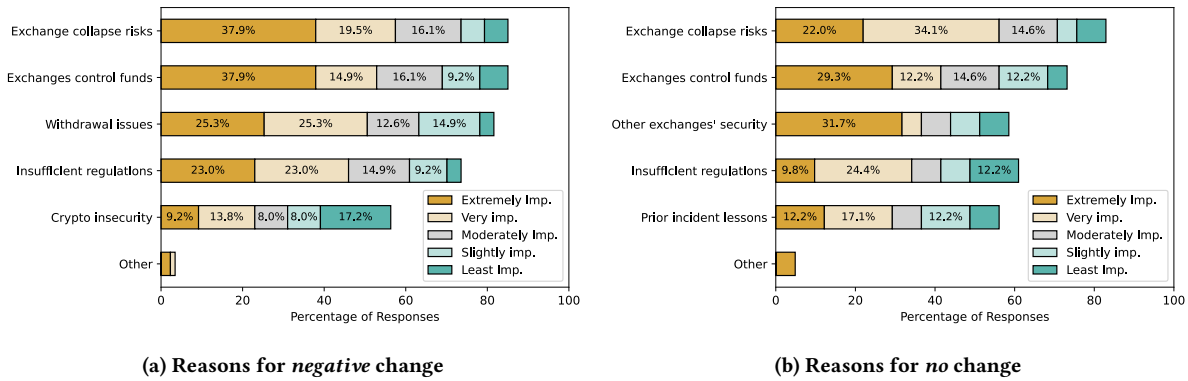 Exchange collapse risks
37.9% 19.5% 16.1%
Exchanges control funds
37.9% 14.9% 16.1% 9.2%
Withdrawal issues
25.3% 25.3% 12.6% 14.9%
Insufficient regulations
23.0% 23.0% 14.9% 9.2%
Crypto insecurity
9.2% 13.8% 8.0% 8.0% 17.2%
Other
Extremely Imp.
Very imp.
Moderately Imp.
Slightly imp.
Least Imp.
0 20 40 60 80 100
Percentage of Responses
(a) Reasons for negative change
Exchange collapse risks
22.0% 34.1% 14.6%
Exchanges control funds
29.3% 12.2% 14.6% 12.2%
Other exchanges' security
31.7%
Insufficient regulations
9.8% 24.4% 12.2%
Prior incident lessons
12.2% 17.1% 12.2%
Other
Extremely Imp.
Very imp.
Moderately Imp.
Slightly imp.
Least Imp.
0 20 40 60 80 100
Percentage of Responses
(b) Reasons for no change